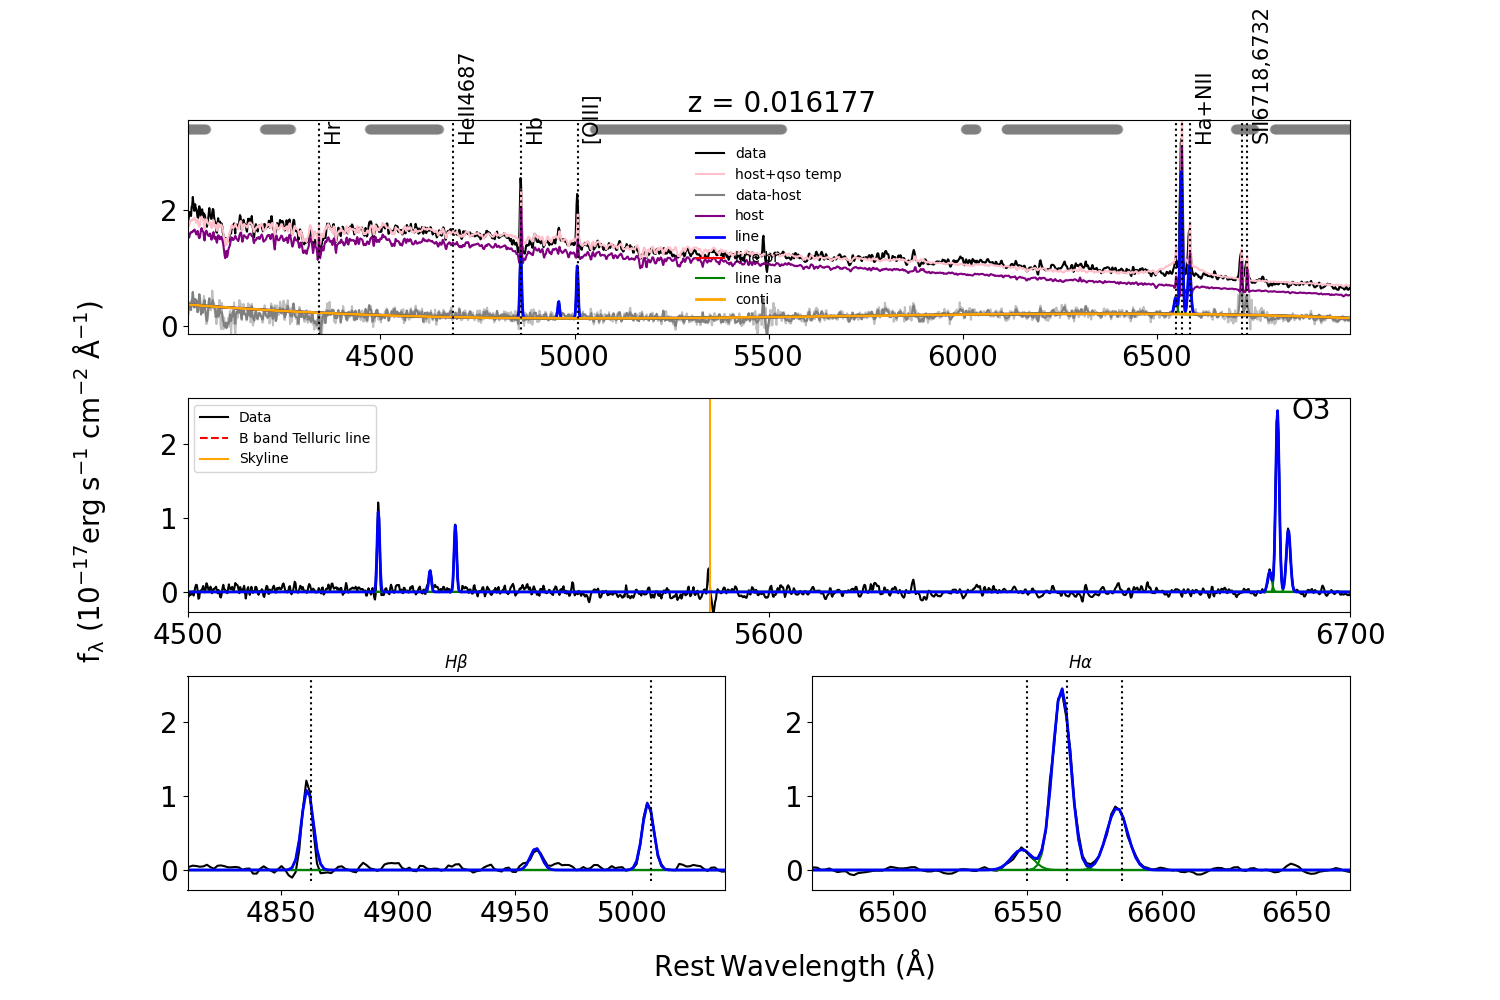 z = 0.016177
Hr
HeII4687
Hb
[OIII]
Ha+NII
SII6718,6732
data
host+qso temp
data-host
host
line
line br
line na
conti
2
0
4500 5000 5500 6000 6500
Data
B band Telluric line
Skyline
O3
2
1
0
4500 5600 6700
Hβ
2
1
0
4850 4900 4950 5000
Hα
2
1
0
6500 6550 6600 6650
f_λ (10⁻¹⁷erg s⁻¹ cm⁻² Å⁻¹)
Rest Wavelength (Å)